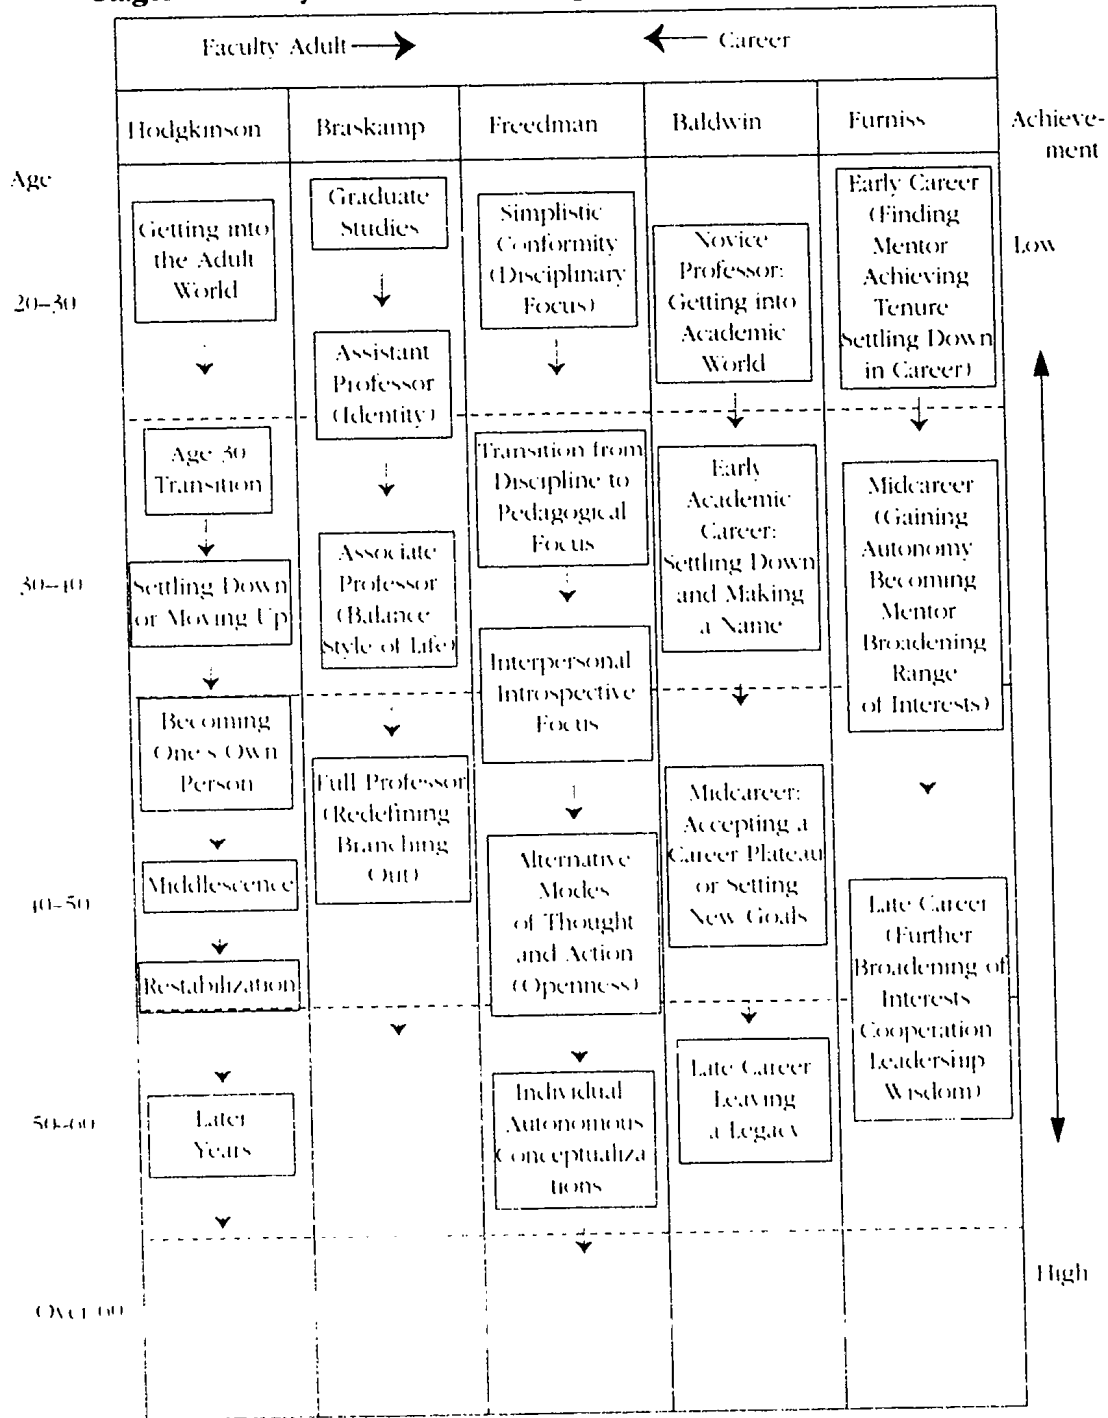 Faculty Adult
Career
Hodgkinson
Braskamp
Freedman
Baldwin
Furniss
Achieve-
ment
Age
Getting into
the Adult
World
Graduate
Studies
Simplistic
Conformity
(Disciplinary
Focus)
Novice
Professor:
Getting into
Academic
World
Early Career
(Finding
Mentor
Achieving
Tenure
Settling Down
in Career)
Low
20–30
Assistant
Professor
(Identity)
Age 30
Transition
Transition from
Discipline to
Pedagogical
Focus
Early
Academic
Career:
Settling Down
and Making
a Name
Midcareer
(Gaining
Autonomy
Becoming
Mentor
Broadening
Range
of Interests)
30–40
Settling Down
or Moving Up
Associate
Professor
(Balance
Style of Life)
Interpersonal
Introspective
Focus
Becoming
One's Own
Person
Full Professor
(Redefining
Branching
Out)
Midcareer:
Accepting a
Career Plateau
or Setting
New Goals
Alternative
Modes
of Thought
and Action
(Openness)
40–50
Middlescence
Late Career
(Further
Broadening of
Interests
Cooperation
Leadership
Wisdom)
Restabilization
50–60
Later
Years
Individual
Autonomous
Conceptualiza
tions
Late Career
Leaving
a Legacy
High
Over 60